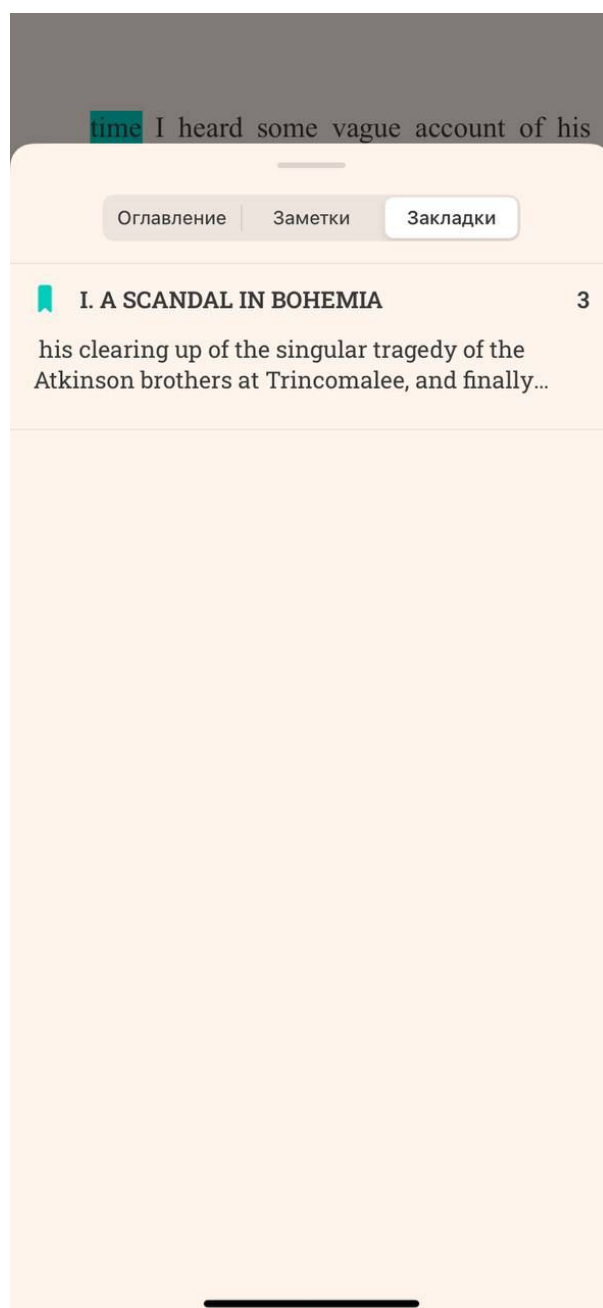 time I heard some vague account of his
Оглавление Заметки Закладки
I. A SCANDAL IN BOHEMIA 3
his clearing up of the singular tragedy of the
Atkinson brothers at Trincomalee, and finally...